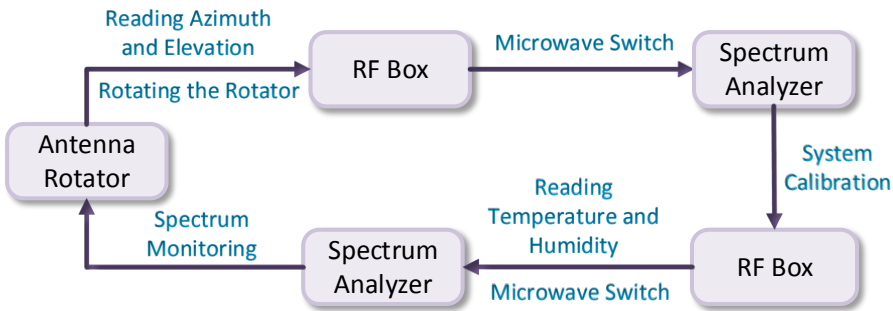 Reading Azimuth
and Elevation
Rotating the Rotator
RF Box
Microwave Switch
Spectrum
Analyzer
System
Calibration
RF Box
Reading
Temperature and
Humidity
Microwave Switch
Spectrum
Analyzer
Spectrum
Monitoring
Antenna
Rotator